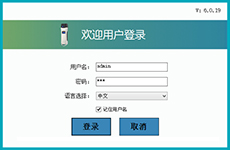 V: 6.0.19
欢迎用户登录
用户名: admin
密码: ***
语言选择: 中文
记住用户名
登录 取消